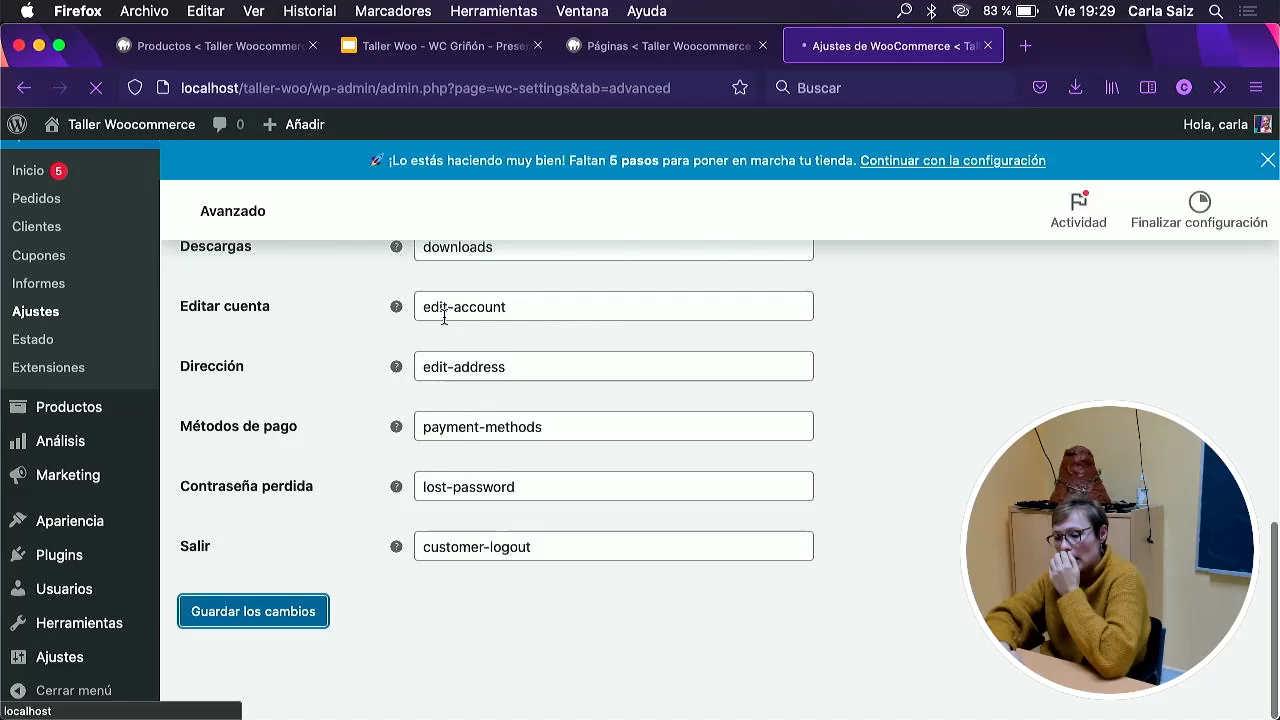 Firefox Archivo Editar Ver Historial Marcadores Herramientas Ventana Ayuda 83 % Vie 19:29 Carla Saiz
Productos < Taller Woocommerc
Taller Woo - WC Griñón - Prese
Páginas < Taller Woocommerce
Ajustes de WooCommerce < Tal
localhost/taller-woo/wp-admin/admin.php?page=wc-settings&tab=advanced
Buscar
Taller Woocommerce 0 Añadir
Hola, carla
🚀 ¡Lo estás haciendo muy bien! Faltan 5 pasos para poner en marcha tu tienda. Continuar con la configuración
Inicio 5
Pedidos
Clientes
Cupones
Informes
Ajustes
Estado
Extensiones
Productos
Análisis
Marketing
Apariencia
Plugins
Usuarios
Herramientas
Ajustes
Cerrar menú
localhost
Avanzado
Actividad
Finalizar configuración
Descargas downloads
Editar cuenta edit-account
Dirección edit-address
Métodos de pago payment-methods
Contraseña perdida lost-password
Salir customer-logout
Guardar los cambios